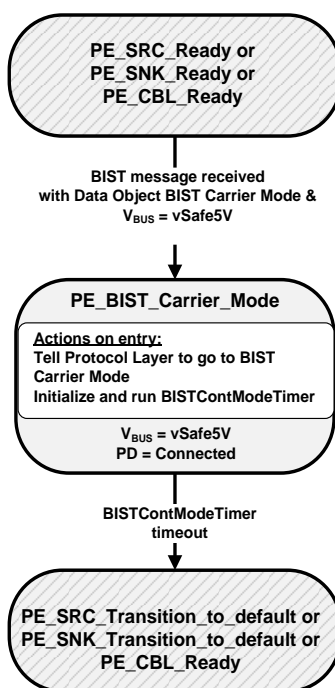 PE_SRC_Ready or
PE_SNK_Ready or
PE_CBL_Ready
BIST message received
with Data Object BIST Carrier Mode &
VBUS = vSafe5V
PE_BIST_Carrier_Mode
Actions on entry:
Tell Protocol Layer to go to BIST
Carrier Mode
Initialize and run BISTContModeTimer
VBUS = vSafe5V
PD = Connected
BISTContModeTimer
timeout
PE_SRC_Transition_to_default or
PE_SNK_Transition_to_default or
PE_CBL_Ready